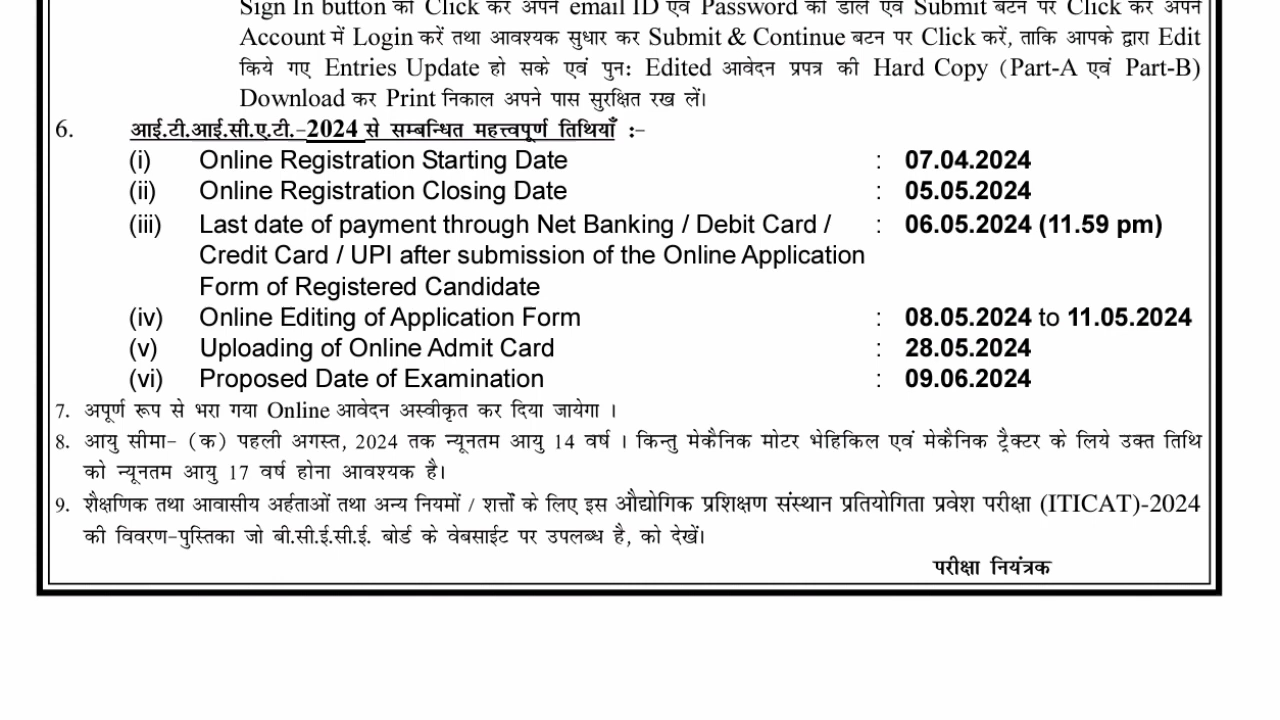 Sign In button को Click कर अपने email ID एवं Password को डालें एवं Submit बटन पर Click कर अपने
Account में Login करें तथा आवश्यक सुधार कर Submit & Continue बटन पर Click करें, ताकि आपके द्वारा Edit
किये गए Entries Update हो सके एवं पुनः Edited आवेदन प्रपत्र की Hard Copy (Part-A एवं Part-B)
Download कर Print निकाल अपने पास सुरक्षित रख लें।
6. आई.टी.आई.सी.ए.टी.-2024 से सम्बन्धित महत्त्वपूर्ण तिथियाँ :-
(i) Online Registration Starting Date : 07.04.2024
(ii) Online Registration Closing Date : 05.05.2024
(iii) Last date of payment through Net Banking / Debit Card / : 06.05.2024 (11.59 pm)
Credit Card / UPI after submission of the Online Application
Form of Registered Candidate
(iv) Online Editing of Application Form : 08.05.2024 to 11.05.2024
(v) Uploading of Online Admit Card : 28.05.2024
(vi) Proposed Date of Examination : 09.06.2024
7. अपूर्ण रूप से भरा गया Online आवेदन अस्वीकृत कर दिया जायेगा ।
8. आयु सीमा- (क) पहली अगस्त, 2024 तक न्यूनतम आयु 14 वर्ष । किन्तु मेकैनिक मोटर भेहिकिल एवं मेकैनिक ट्रैक्टर के लिये उक्त तिथि
को न्यूनतम आयु 17 वर्ष होना आवश्यक है।
9. शैक्षणिक तथा आवासीय अर्हताओं तथा अन्य नियमों / शर्त्तों के लिए इस औद्योगिक प्रशिक्षण संस्थान प्रतियोगिता प्रवेश परीक्षा (ITICAT)-2024
की विवरण-पुस्तिका जो बी.सी.ई.सी.ई. बोर्ड के वेबसाईट पर उपलब्ध है, को देखें।
परीक्षा नियंत्रक